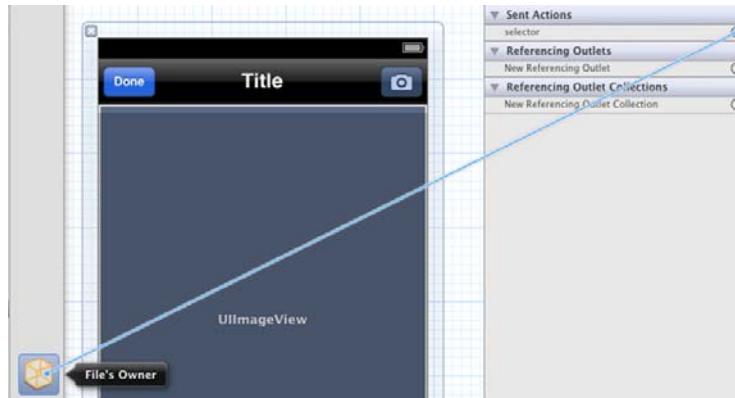 Sent Actions
selector
Referencing Outlets
New Referencing Outlet
Referencing Outlet Collections
New Referencing Outlet Collection
Done
Title
UIImageView
File's Owner